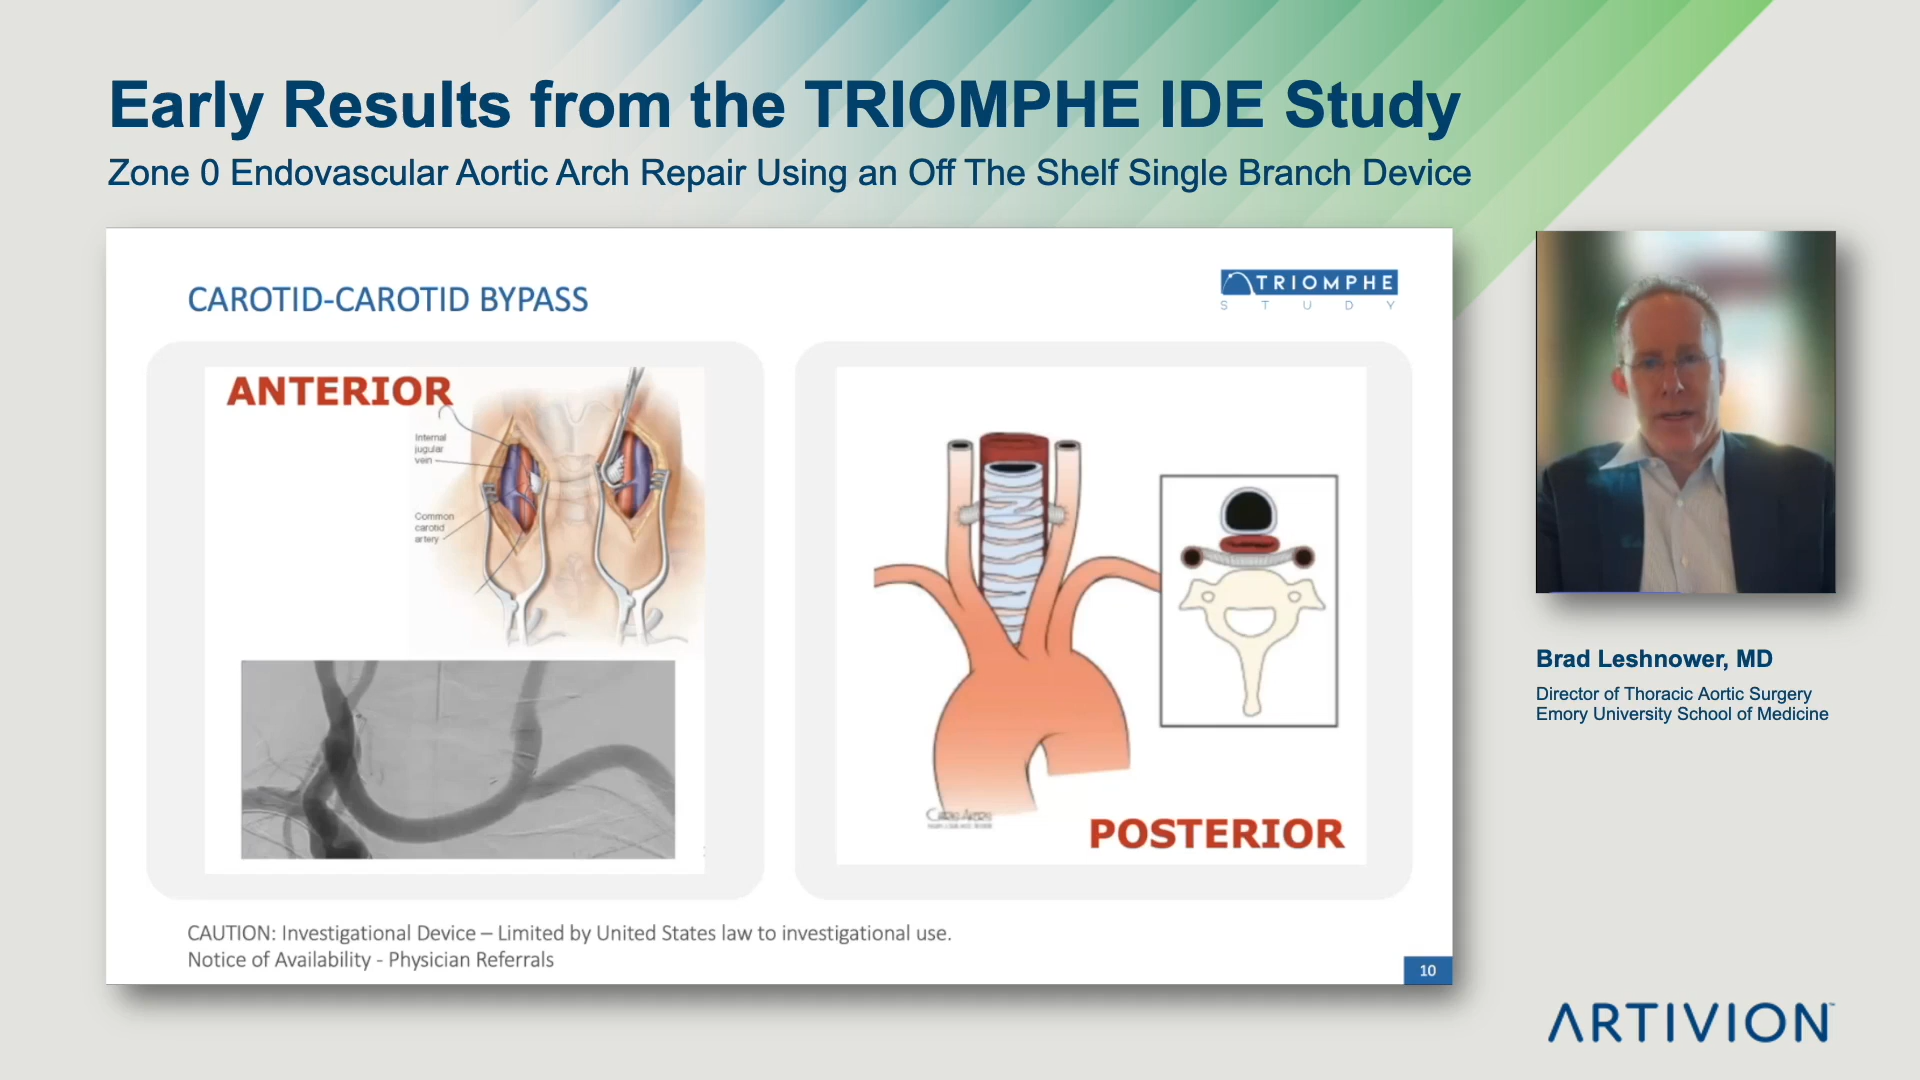 Early Results from the TRIOMPHE IDE Study
Zone 0 Endovascular Aortic Arch Repair Using an Off The Shelf Single Branch Device
CAROTID-CAROTID BYPASS
TRIOMPHE
STUDY
ANTERIOR
Internal
jugular
vein
Common
carotid
artery
POSTERIOR
CAUTION: Investigational Device – Limited by United States law to investigational use.
Notice of Availability - Physician Referrals
10
Brad Leshnower, MD
Director of Thoracic Aortic Surgery
Emory University School of Medicine
ARTIVION™